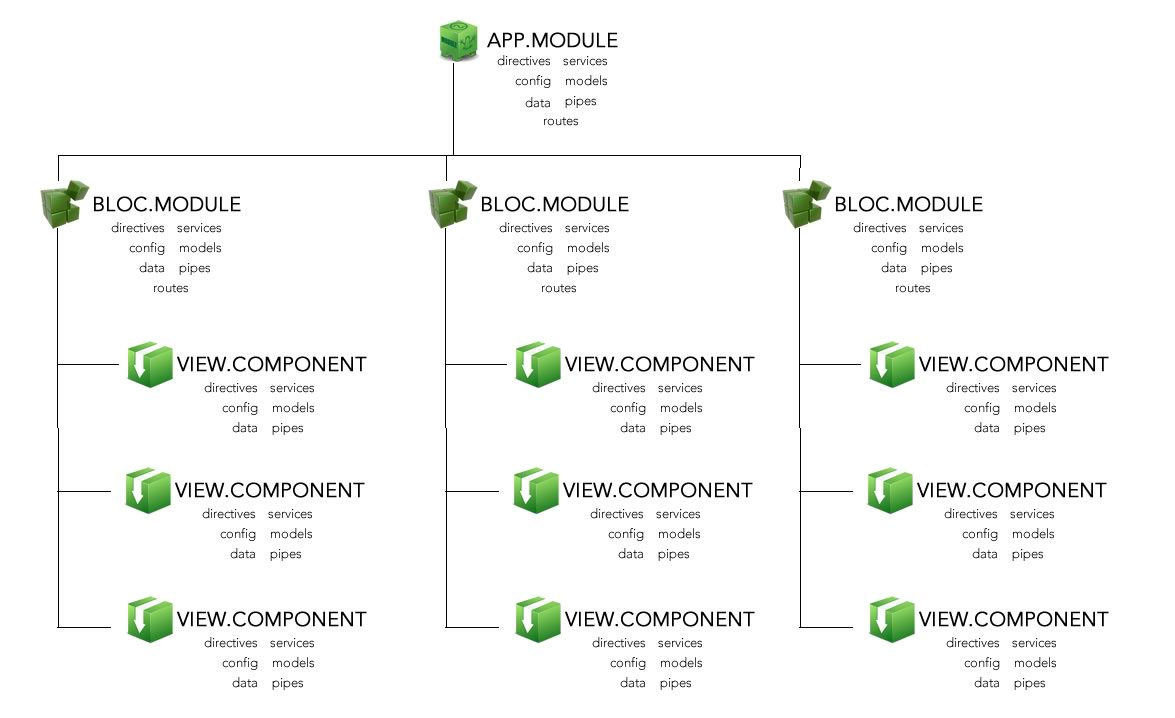 APP.MODULE
directives services
config models
data pipes
routes
BLOC.MODULE BLOC.MODULE BLOC.MODULE
directives services directives services directives services
config models config models config models
data pipes data pipes data pipes
routes routes routes
VIEW.COMPONENT VIEW.COMPONENT VIEW.COMPONENT
directives services directives services directives services
config models config models config models
data pipes data pipes data pipes
VIEW.COMPONENT VIEW.COMPONENT VIEW.COMPONENT
directives services directives services directives services
config models config models config models
data pipes data pipes data pipes
VIEW.COMPONENT VIEW.COMPONENT VIEW.COMPONENT
directives services directives services directives services
config models config models config models
data pipes data pipes data pipes